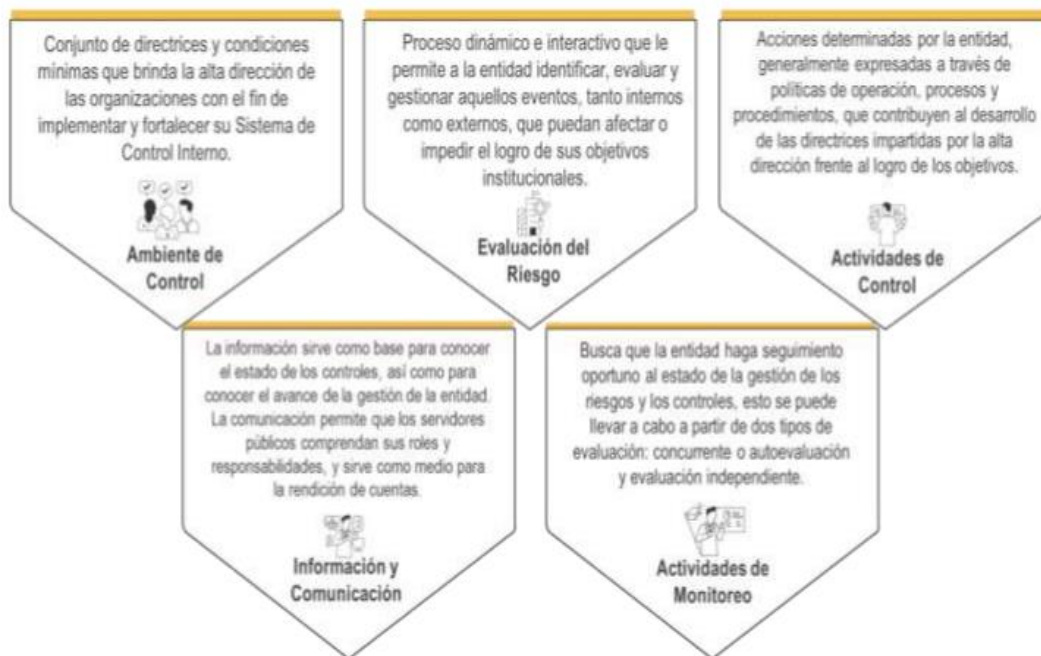 Conjunto de directrices y condiciones
mínimas que brinda la alta dirección de
las organizaciones con el fin de
implementar y fortalecer su Sistema de
Control Interno.
Ambiente de
Control
Proceso dinámico e interactivo que le
permite a la entidad identificar, evaluar y
gestionar aquellos eventos, tanto internos
como externos, que puedan afectar o
impedir el logro de sus objetivos
institucionales.
Evaluación del
Riesgo
Acciones determinadas por la entidad,
generalmente expresadas a través de
políticas de operación, procesos y
procedimientos, que contribuyen al desarrollo
de las directrices impartidas por la alta
dirección frente al logro de los objetivos.
Actividades de
Control
La información sirve como base para conocer
el estado de los controles, así como para
conocer el avance de la gestión de la entidad.
La comunicación permite que los servidores
públicos comprendan sus roles y
responsabilidades, y sirve como medio para
la rendición de cuentas.
Información y
Comunicación
Busca que la entidad haga seguimiento
oportuno al estado de la gestión de los
riesgos y los controles, esto se puede
llevar a cabo a partir de dos tipos de
evaluación: concurrente o autoevaluación
y evaluación independiente.
Actividades de
Monitoreo